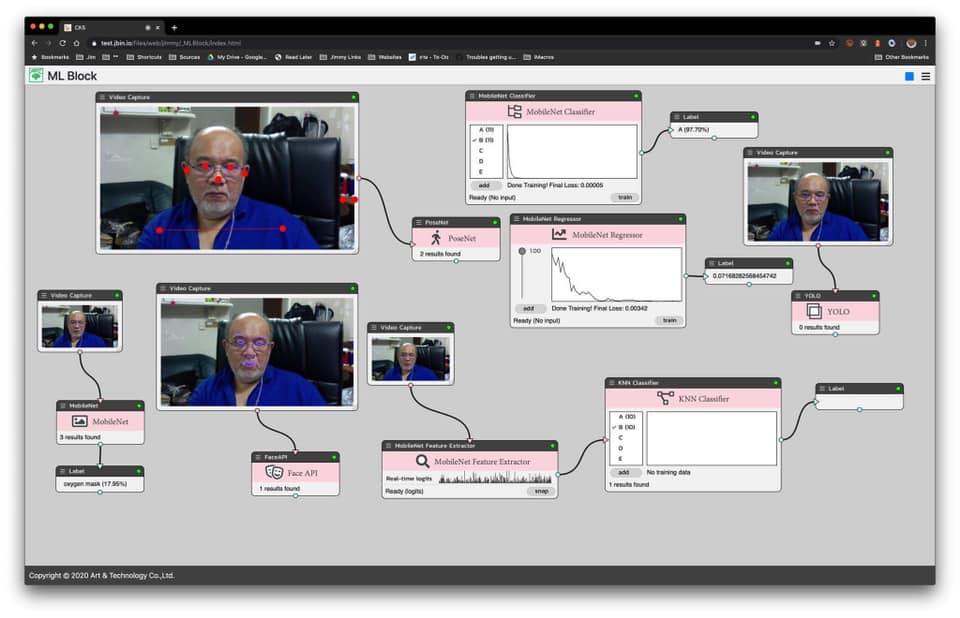 CKS
test.jbin.io/files/web/jimmy/_MLBlock/index.html
Bookmarks
Jim
""
Shortcuts
Sources
My Drive - Google...
Read Later
Jimmy Links
Websites
Troubles getting u...
iMacros
Other Bookmarks
ML Block
Video Capture
MobileNet Classifier
MobileNet Classifier
A (11)
B (11)
C
D
E
add
Done Training! Final Loss: 0.00005
Ready (No input)
train
Label
A (97.70%)
Video Capture
PoseNet
PoseNet
2 results found
MobileNet Regressor
MobileNet Regressor
1.00
add
Done Training! Final Loss: 0.00342
Ready (No input)
train
Label
0.07168282568454742
YOLO
YOLO
0 results found
Video Capture
Video Capture
Video Capture
MobileNet
MobileNet
3 results found
Label
oxygen mask (17.95%)
FaceAPI
Face API
1 results found
MobileNet Feature Extractor
MobileNet Feature Extractor
Real-time logits
Ready (logits)
snap
KNN Classifier
KNN Classifier
A (10)
B (10)
C
D
E
add
No training data
1 results found
Label
Copyright © 2020 Art & Technology Co.,Ltd.